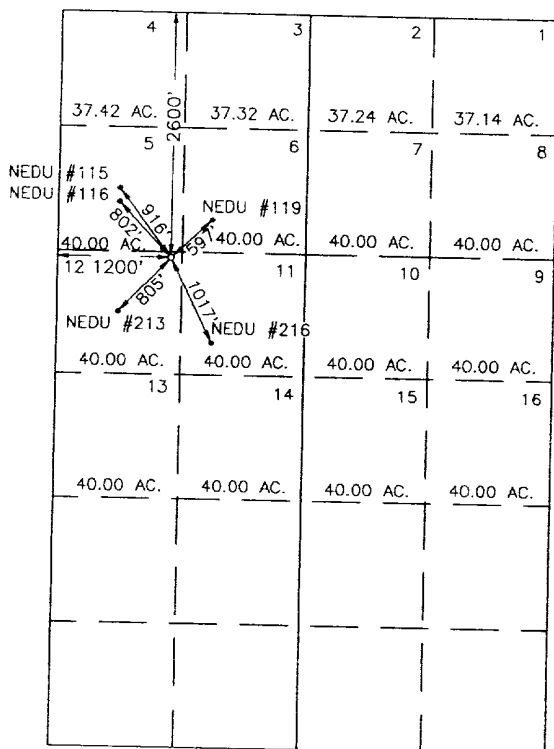 4 3 2 1
2600'
37.42 AC. 37.32 AC. 37.24 AC. 37.14 AC.
5 6 7 8
NEDU #115
NEDU #116
NEDU #119
916'
802'
597'
40.00 AC. 40.00 AC. 40.00 AC. 40.00 AC.
12 1200' 11 10 9
805'
1017'
NEDU #213 NEDU #216
40.00 AC. 40.00 AC. 40.00 AC. 40.00 AC.
13 14 15 16
40.00 AC. 40.00 AC. 40.00 AC. 40.00 AC.